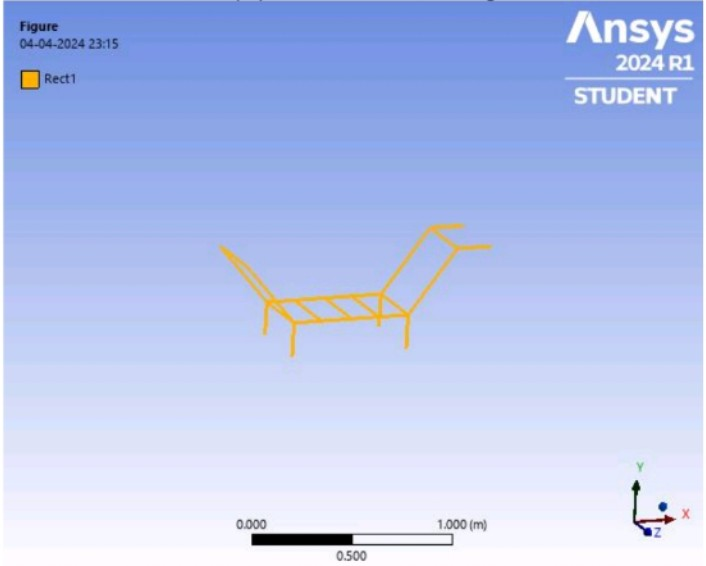 Figure
04-04-2024 23:15
Rect1
Ansys
2024 R1
STUDENT
Y
X
Z
0.000 1.000 (m)
0.500